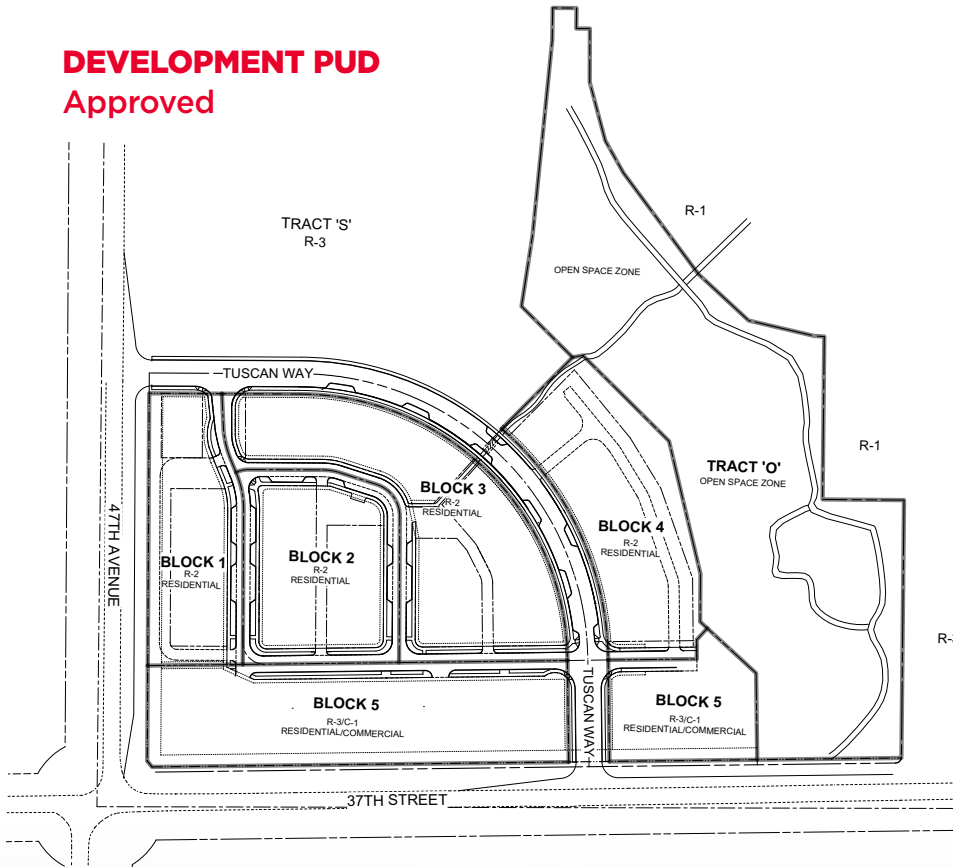 DEVELOPMENT PUD
Approved
TRACT 'S'
R-3
R-1
OPEN SPACE ZONE
TUSCAN WAY
R-1
TRACT 'O'
OPEN SPACE ZONE
BLOCK 3
R-2
RESIDENTIAL
BLOCK 4
R-2
RESIDENTIAL
47TH AVENUE
BLOCK 1
R-2
RESIDENTIAL
BLOCK 2
R-2
RESIDENTIAL
TUSCAN WAY
BLOCK 5
R-3/C-1
RESIDENTIAL/COMMERCIAL
BLOCK 5
R-3/C-1
RESIDENTIAL/COMMERCIAL
37TH STREET